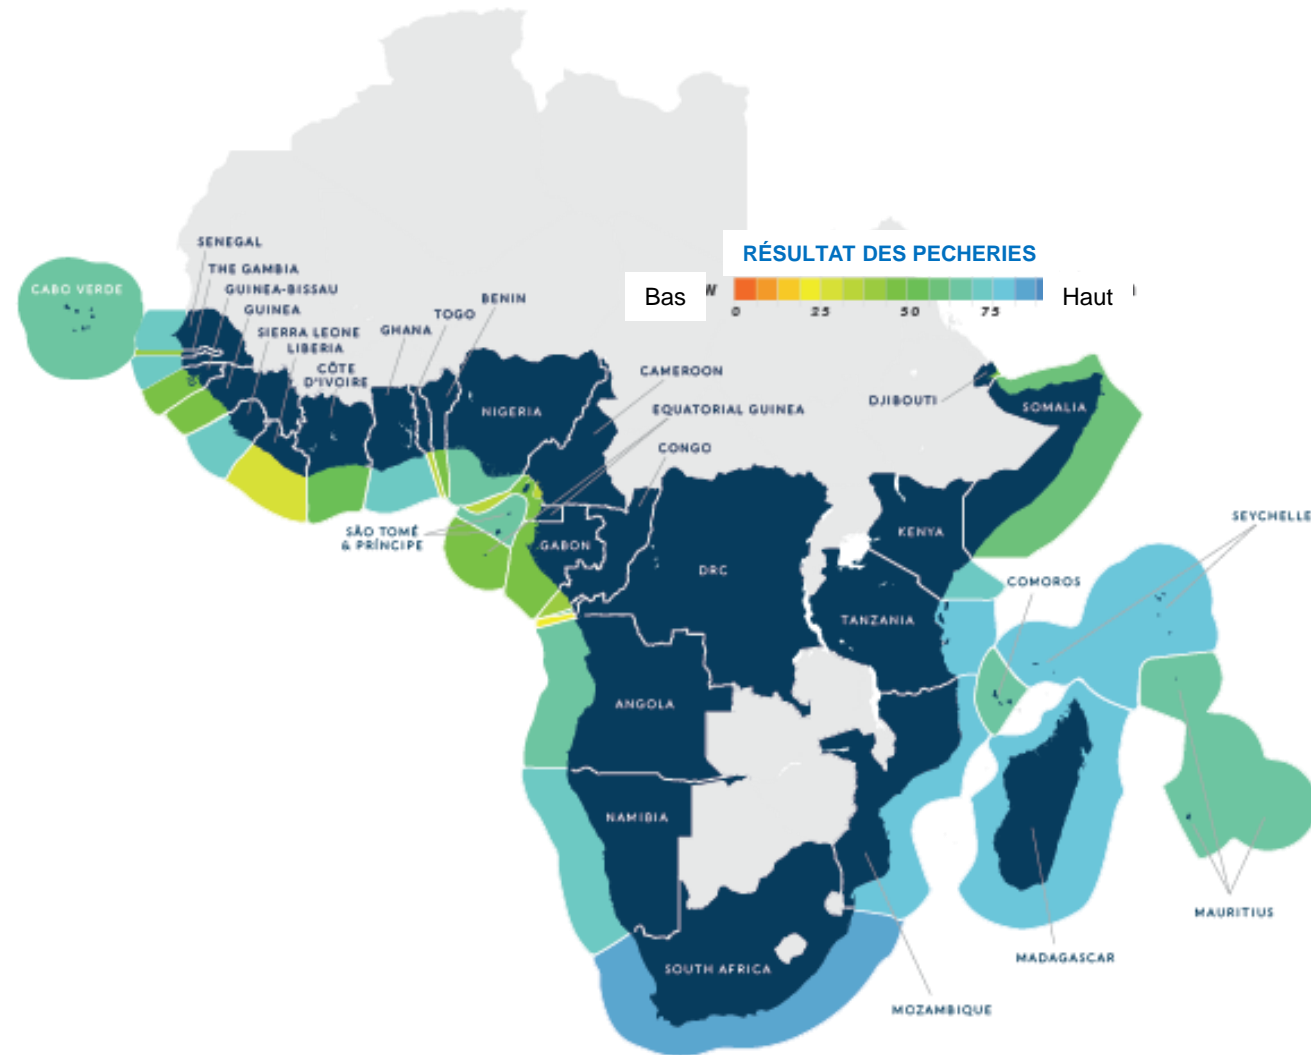 SENEGAL
THE GAMBIA
GUINEA-BISSAU
GUINEA
SIERRA LEONE
LIBERIA
CÔTE
D'IVOIRE
GHANA
TOGO
BENIN
CABO VERDE
RÉSULTAT DES PECHERIES
Bas
W
Haut
0
25
50
75
NIGERIA
CAMEROON
EQUATORIAL GUINEA
CONGO
DJIBOUTI
SOMALIA
SÃO TOMÉ
& PRÍNCIPE
GABON
DRC
KENYA
SEYCHELLE
COMOROS
TANZANIA
ANGOLA
NAMIBIA
MAURITIUS
MADAGASCAR
SOUTH AFRICA
MOZAMBIQUE